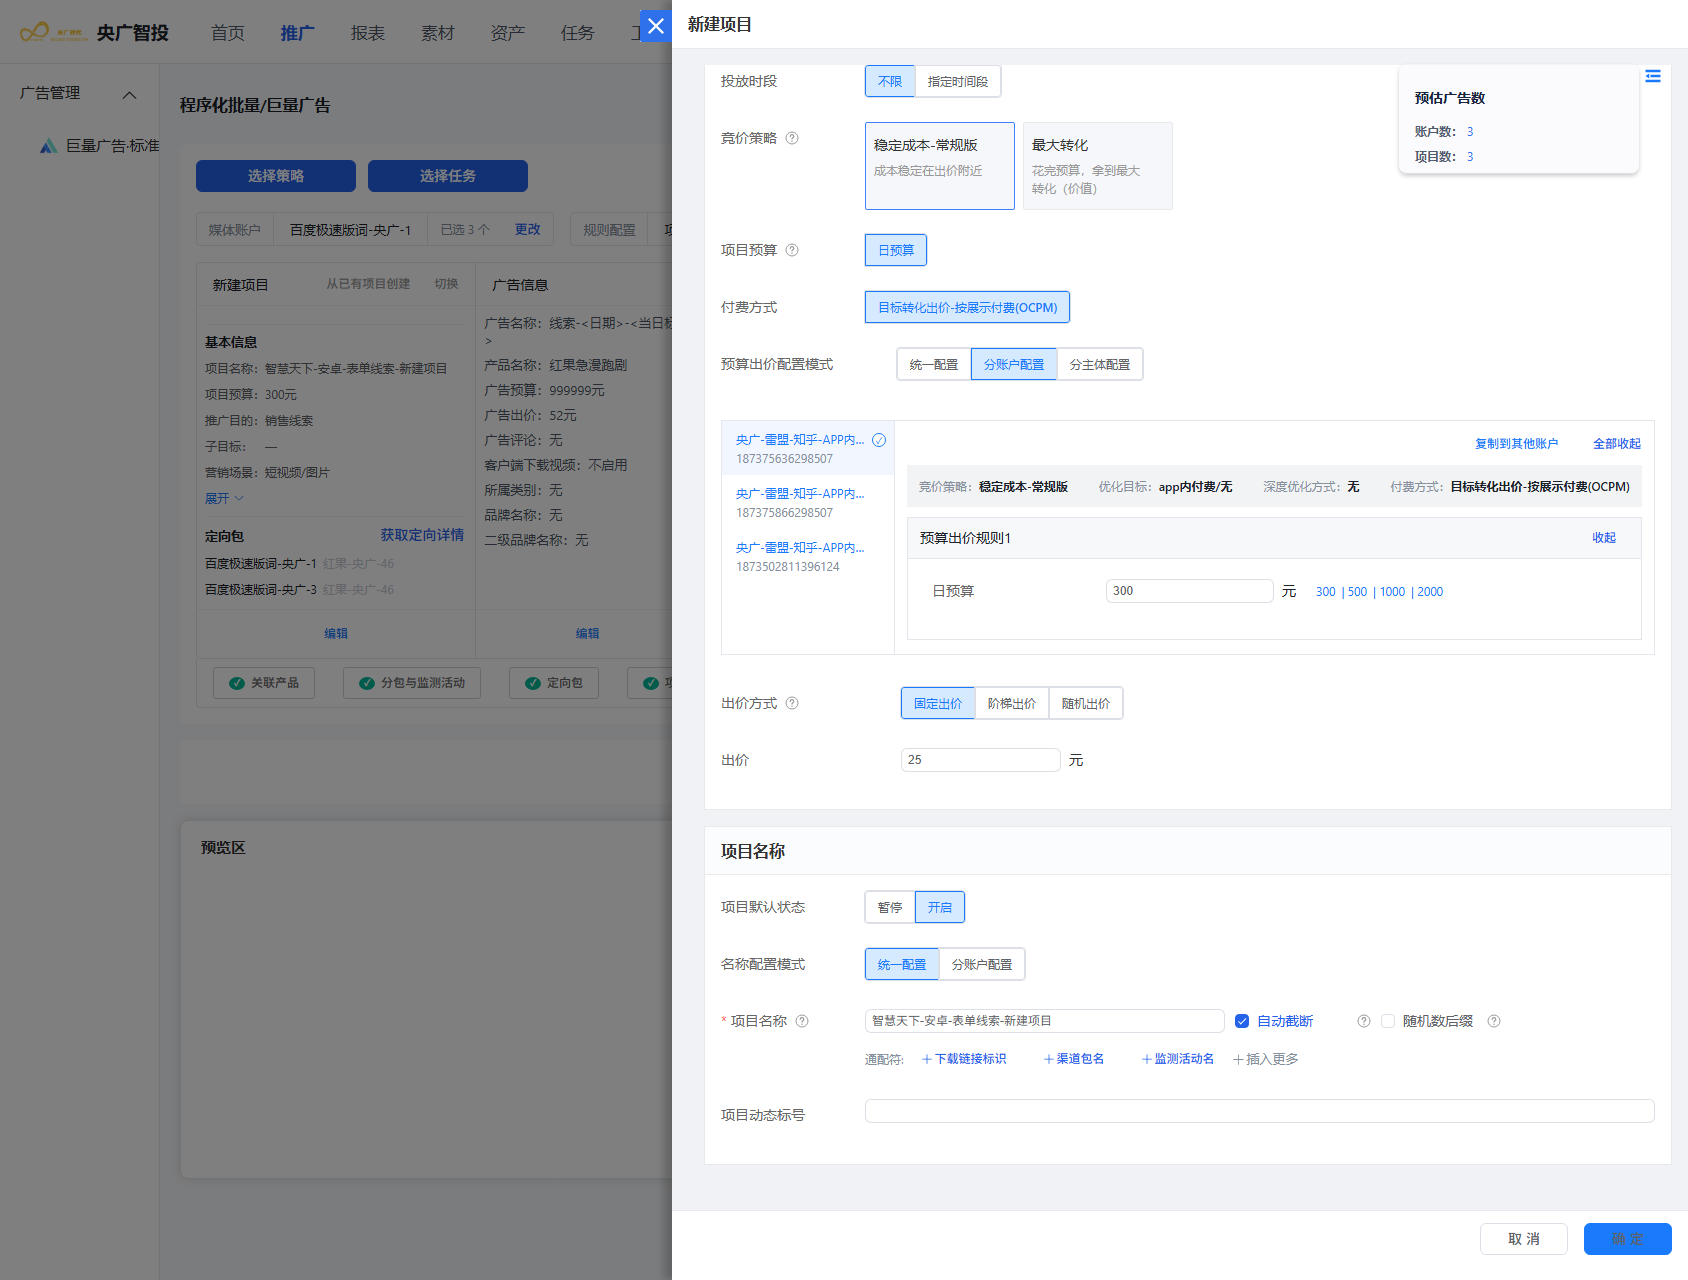 央广智投
首页
推广
报表
素材
资产
任务
广告管理
巨量广告·标准
程序化批量/巨量广告
选择策略
选择任务
媒体账户
百度极速版词-央广-1
已选 3 个
更改
规则配置
新建项目
从已有项目创建
切换
广告信息
基本信息
项目名称：智慧天下-安卓-表单线索-新建项目
项目预算：300元
推广目的：销售线索
子目标：—
营销场景：短视频/图片
展开
定向包
获取定向详情
百度极速版词-央广-1 红果-央广-46
百度极速版词-央广-3 红果-央广-46
编辑
广告名称：线索-<日期>-<当日标
>
产品名称：红果急漫跑剧
广告预算：999999元
广告出价：52元
广告评论：无
客户端下载视频：不启用
所属类别：无
品牌名称：无
二级品牌名称：无
编辑
关联产品
分包与监测活动
定向包
预览区
新建项目
投放时段
不限
指定时间段
竞价策略
稳定成本-常规版
成本稳定在出价附近
最大转化
花完预算，拿到最大
转化（价值）
预估广告数
账户数： 3
项目数： 3
项目预算
日预算
付费方式
目标转化出价-按展示付费(OCPM)
预算出价配置模式
统一配置
分账户配置
分主体配置
央广-雷盟-知乎-APP内...
187375636298507
央广-雷盟-知乎-APP内...
187375866298507
央广-雷盟-知乎-APP内...
1873502811396124
复制到其他账户
全部收起
竞价策略：稳定成本-常规版
优化目标：app内付费/无
深度优化方式：无
付费方式：目标转化出价-按展示付费(OCPM)
预算出价规则1
收起
日预算
300
元
300 | 500 | 1000 | 2000
出价方式
固定出价
阶梯出价
随机出价
出价
25
元
项目名称
项目默认状态
暂停
开启
名称配置模式
统一配置
分账户配置
* 项目名称
智慧天下-安卓-表单线索-新建项目
自动截断
随机数后缀
通配符:
+下载链接标识
+渠道包名
+监测活动名
+插入更多
项目动态标号
取 消
确 定